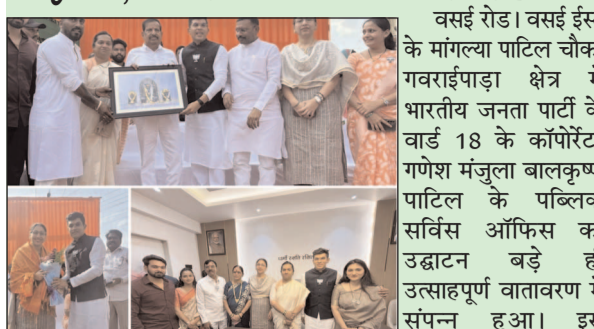 वसई रोड। वसई ईस
के मांगल्या पाटिल चौक
गवराईपाड़ा क्षेत्र में
भारतीय जनता पार्टी के
वार्ड 18 के कॉपोर्रेट
गणेश मंजुला बालकृष्ण
पाटिल के पब्लिक
सर्विस ऑफिस का
उद्घाटन बड़े ही
उत्साहपूर्ण वातावरण में
संपन्न हुआ। इस